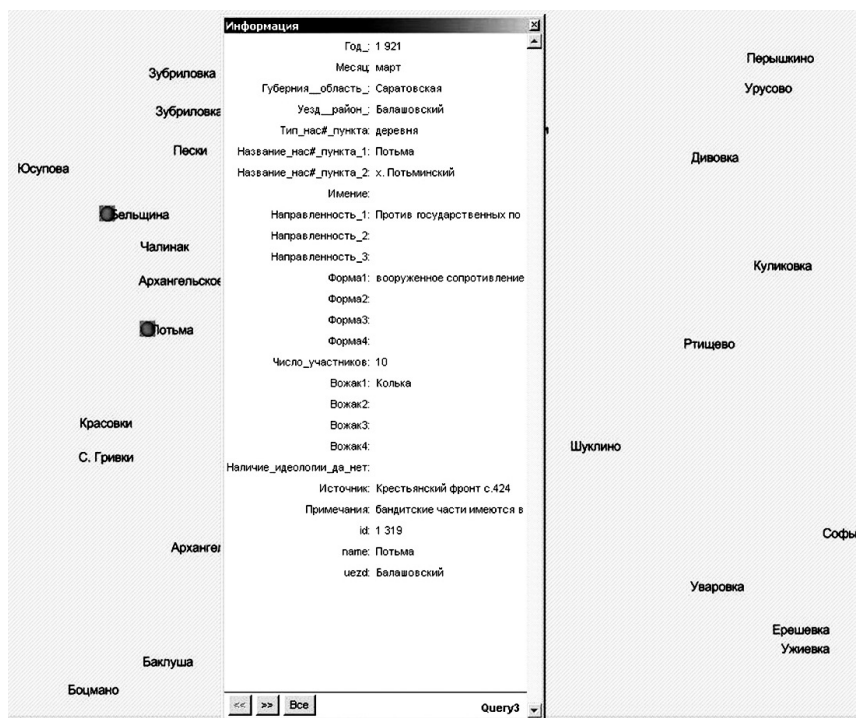 Информация
Год_: 1 921
Месяц: март
Губерния__область_: Саратовская
Уезд__район_: Балашовский
Тип_нас#_пункта: деревня
Название_нас#_пункта_1: Потьма
Название_нас#_пункта_2: х. Потьминский
Имение:
Направленность_1: Против государственных по
Направленность_2:
Направленность_3:
Форма1: вооруженное сопротивление
Форма2:
Форма3:
Форма4:
Число_участников: 10
Вожак1: Колька
Вожак2:
Вожак3:
Вожак4:
Наличие_идеологии_да_нет:
Источник: Крестьянский фронт с.424
Примечания: бандитские части имеются в
id: 1 319
name: Потьма
uezd: Балашовский
<< >> Все Query3
Зубриловка
Зубриловка
Пески
Юсупова
Бельщина
Чалинак
Архангельское
Потьма
Красовки
С. Гривки
Архангел
Баклуша
Боцмано
Перышкино
Урусово
Дивовка
Куликовка
Ртищево
Шуклино
Софь
Уваровка
Ерешевка
Ужиевка